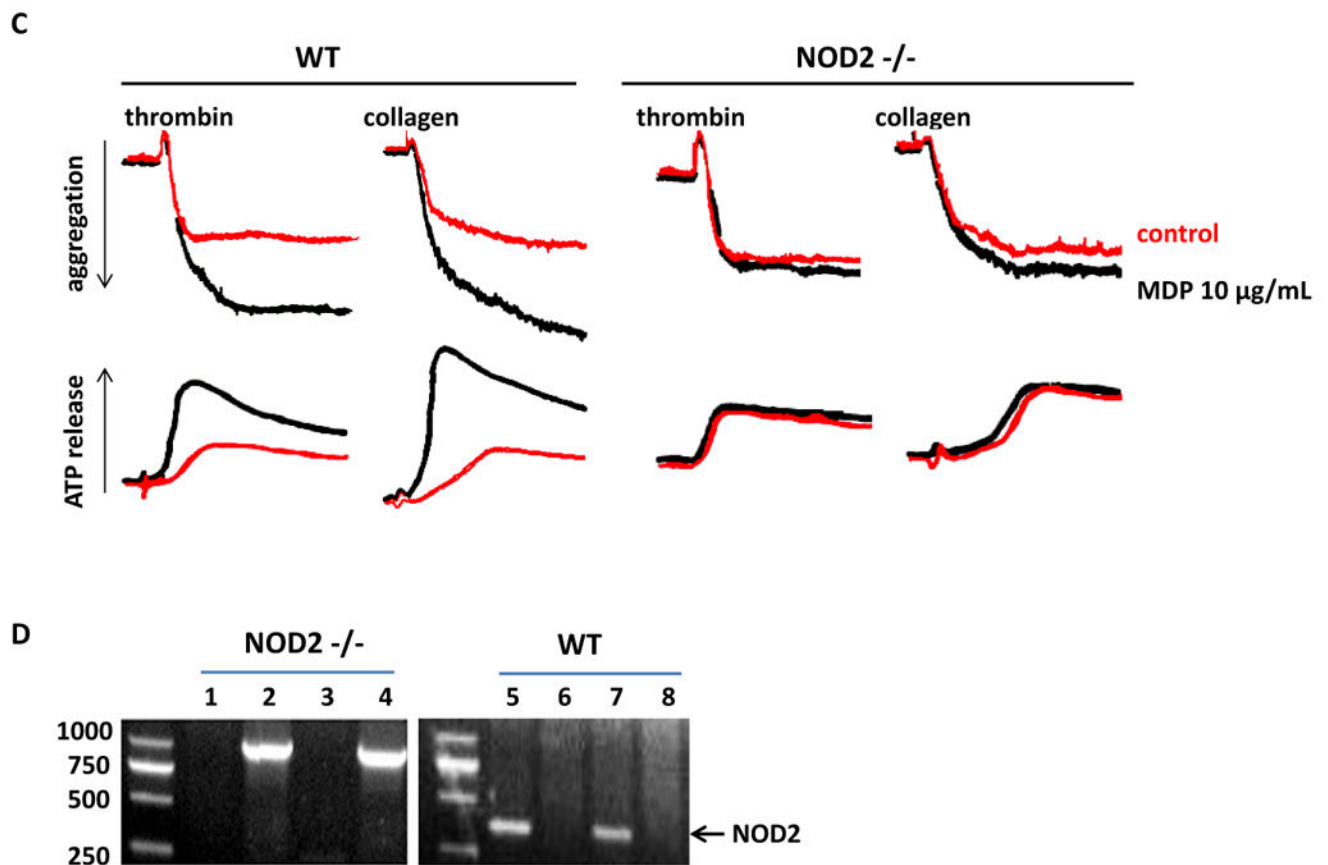 C
WT NOD2 -/-
thrombin collagen thrombin collagen
aggregation
control
MDP 10 µg/mL
ATP release
D
NOD2 -/- WT
1 2 3 4 5 6 7 8
1000
750
500
250
NOD2